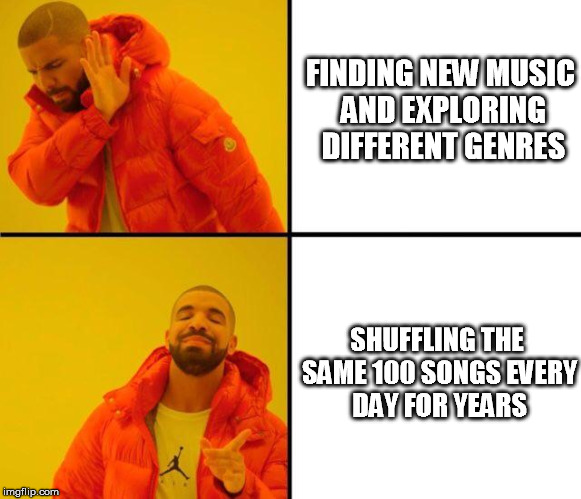 FINDING NEW MUSIC
AND EXPLORING
DIFFERENT GENRES
SHUFFLING THE
SAME 100 SONGS EVERY
DAY FOR YEARS
imgflip.com